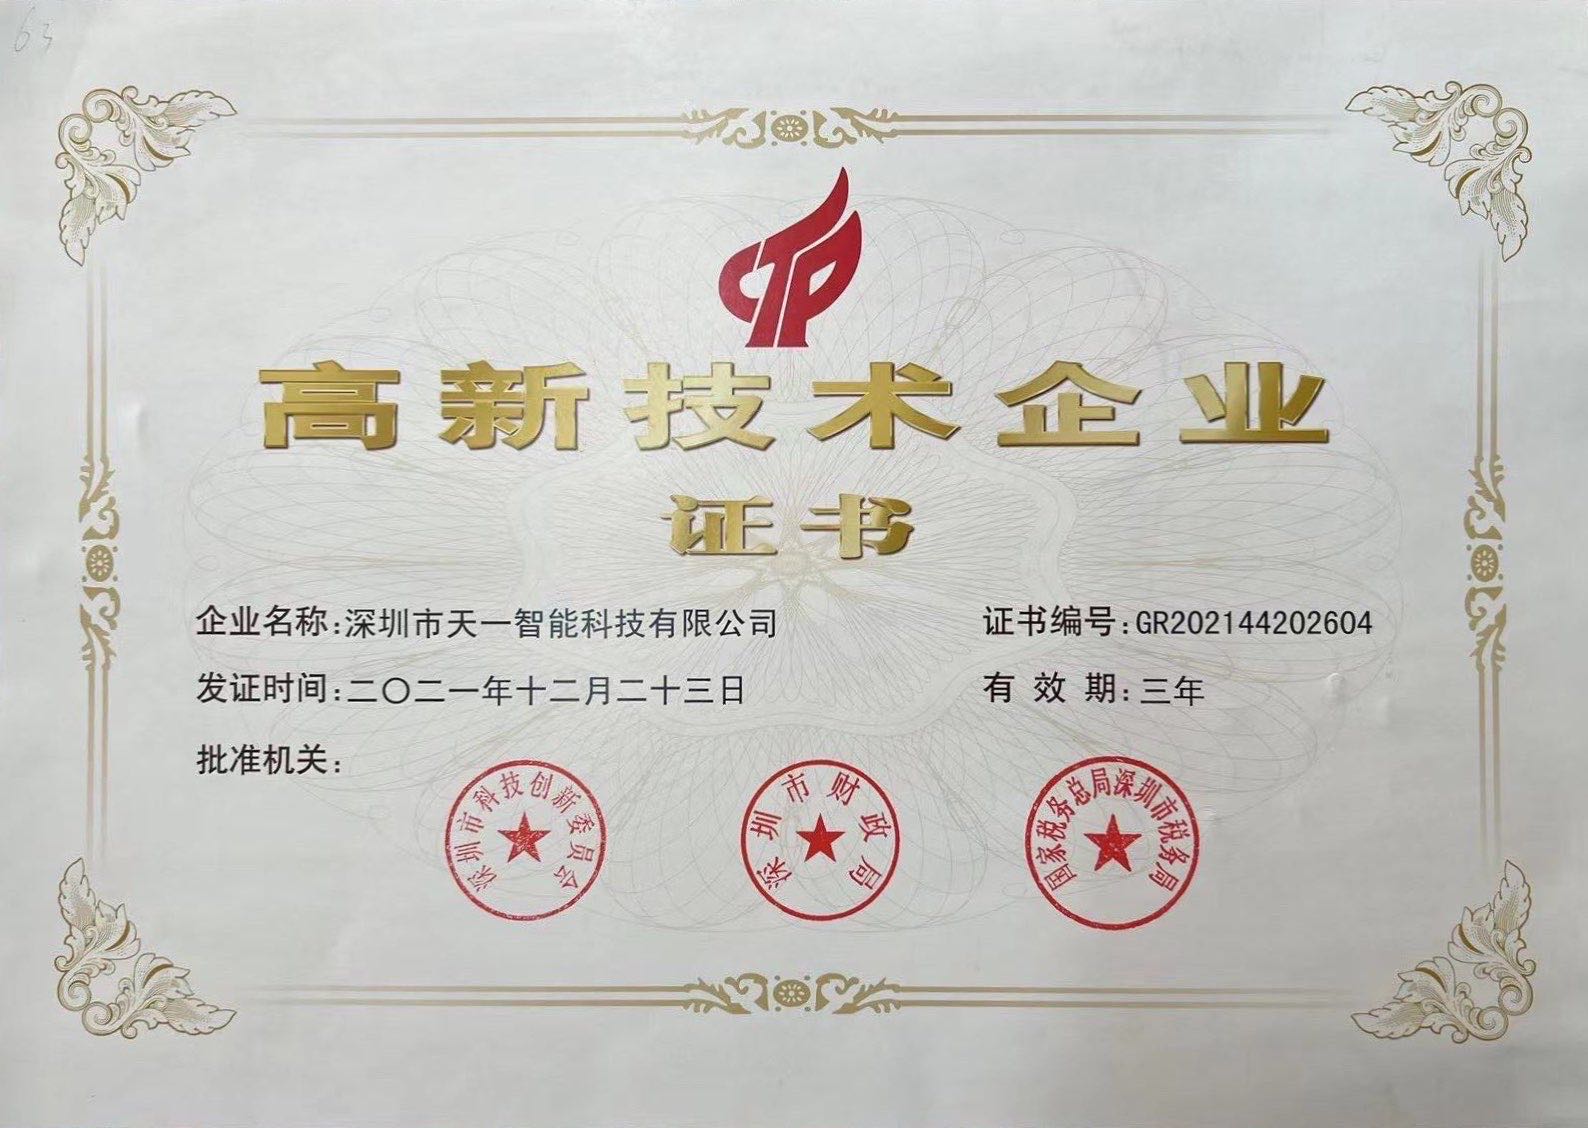 63
CTP
高新技术企业
证书
企业名称:深圳市天一智能科技有限公司
证书编号:GR202144202604
发证时间:二〇二一年十二月二十三日
有效期:三年
批准机关:
深圳市科技创新委员会
深圳市财政局
国家税务总局深圳市税务局